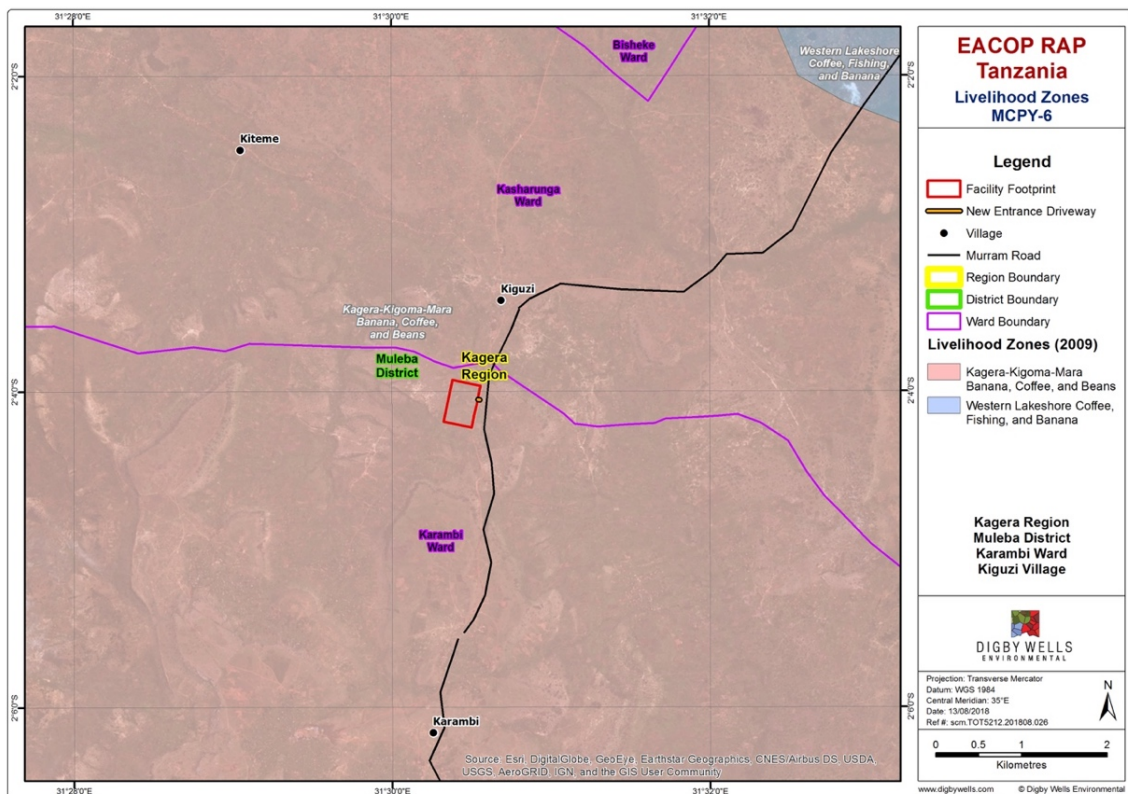 31°28'0"E
31°30'0"E
31°32'0"E
2°2'0"S
2°2'0"S
Bisheke
Ward
Western Lakeshore
Coffee, Fishing,
and Banana
Kiteme
Kasharunga
Ward
Kiguzi
Kagera-Kigoma-Mara
Banana, Coffee,
and Beans
Muleba
District
Kagera
Region
2°4'0"S
2°4'0"S
Karambi
Ward
2°6'0"S
2°6'0"S
Karambi
Source: Esri, DigitalGlobe, GeoEye, Earthstar Geographics, CNES/Airbus DS, USDA,
USGS, AeroGRID, IGN, and the GIS User Community
31°28'0"E
31°30'0"E
31°32'0"E
EACOP RAP
Tanzania
Livelihood Zones
MCPY-6
Legend
Facility Footprint
New Entrance Driveway
Village
Murram Road
Region Boundary
District Boundary
Ward Boundary
Livelihood Zones (2009)
Kagera-Kigoma-Mara
Banana, Coffee, and Beans
Western Lakeshore Coffee,
Fishing, and Banana
Kagera Region
Muleba District
Karambi Ward
Kiguzi Village
DIGBY WELLS
ENVIRONMENTAL
Projection: Transverse Mercator
Datum: WGS 1984
Central Meridian: 35°E
Date: 13/08/2018
Ref #: scm.TOT5212.201808.026
N
0 0.5 1 2
Kilometres
www.digbywells.com © Digby Wells Environmental